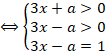 ⇔ { 3x + a > 0
3x − a > 0
3x − a = 1